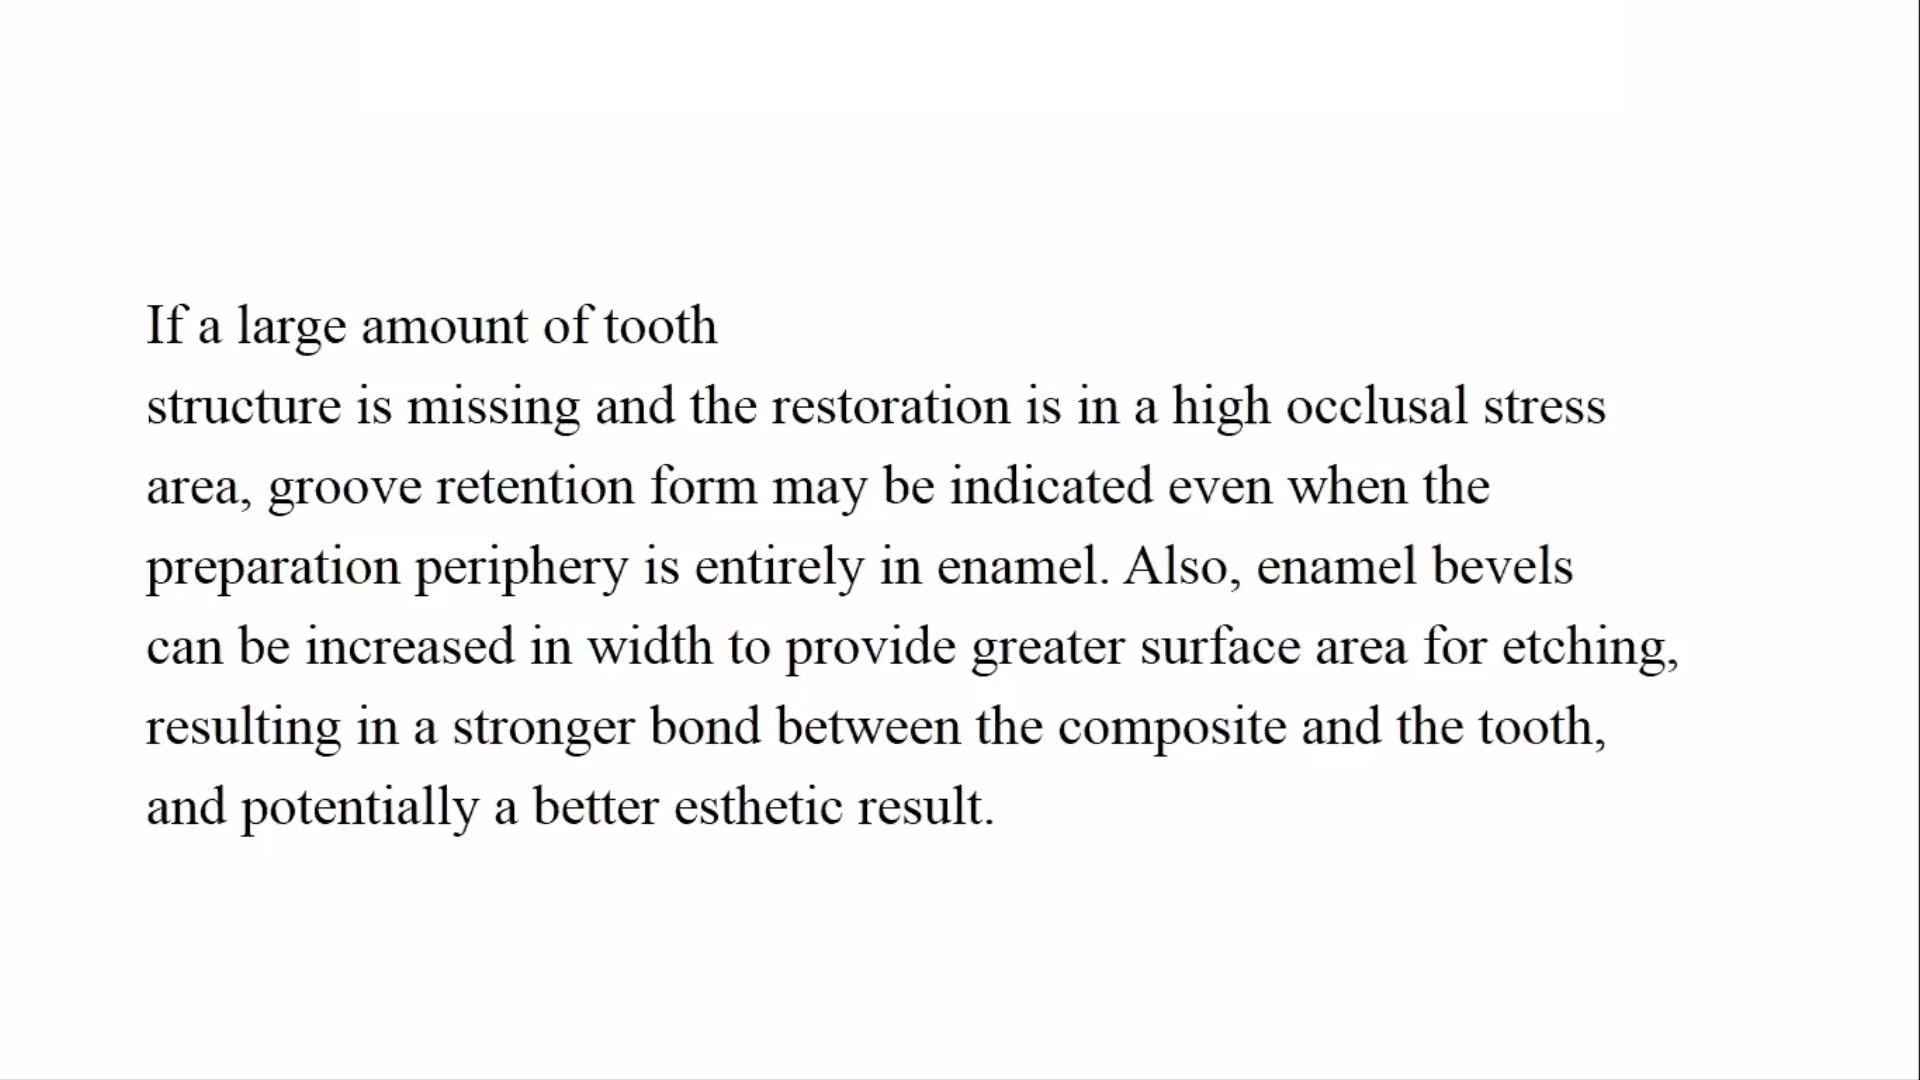 If a large amount of tooth
structure is missing and the restoration is in a high occlusal stress
area, groove retention form may be indicated even when the
preparation periphery is entirely in enamel. Also, enamel bevels
can be increased in width to provide greater surface area for etching,
resulting in a stronger bond between the composite and the tooth,
and potentially a better esthetic result.